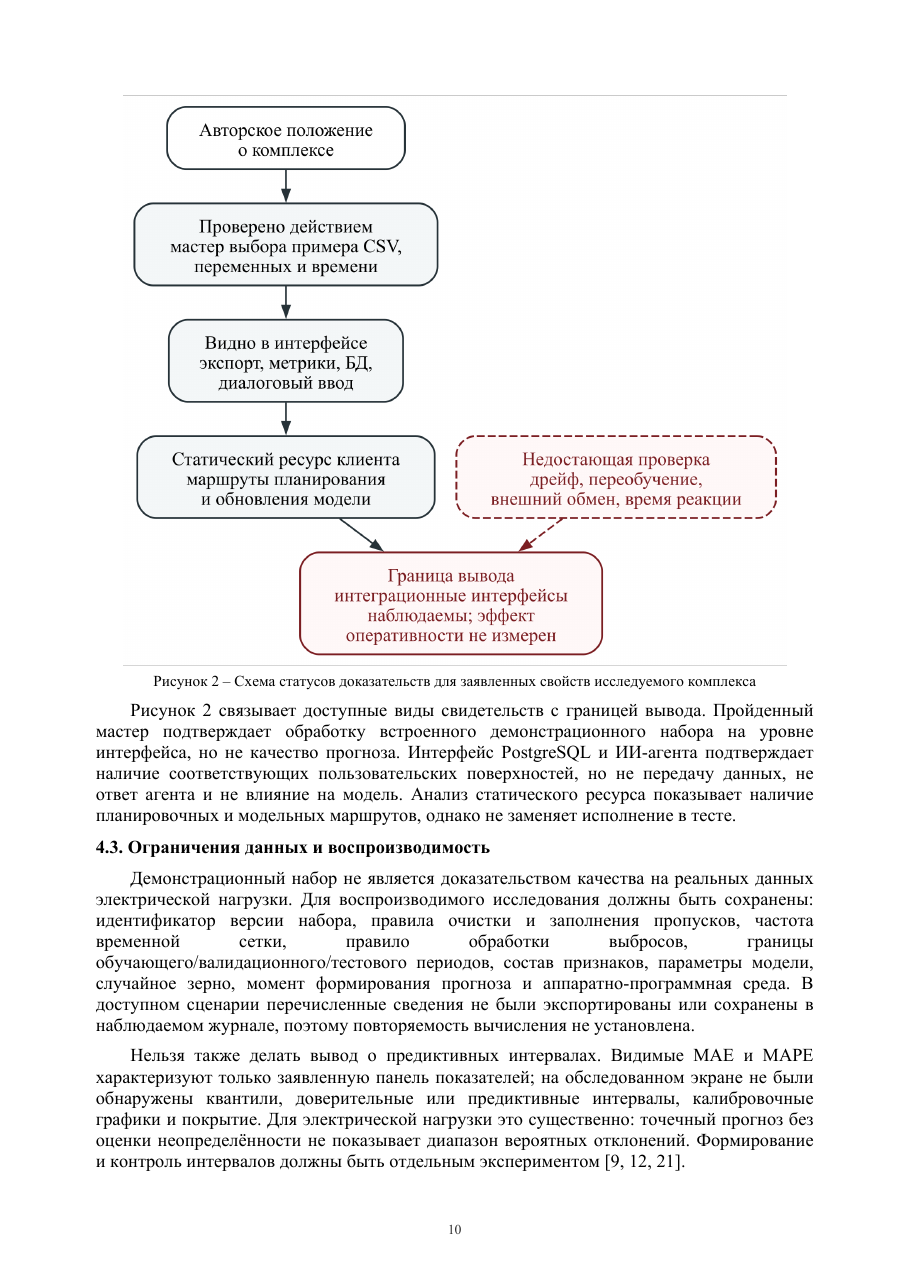 Авторское положение
о комплексе
Проверено действием
мастер выбора примера CSV,
переменных и времени
Видно в интерфейсе
экспорт, метрики, БД,
диалоговый ввод
Статический ресурс клиента
маршруты планирования
и обновления модели
Недостающая проверка
дрейф, переобучение,
внешний обмен, время реакции
Граница вывода
интеграционные интерфейсы
наблюдаемы; эффект
оперативности не измерен
Рисунок 2 – Схема статусов доказательств для заявленных свойств исследуемого комплекса
Рисунок 2 связывает доступные виды свидетельств с границей вывода. Пройденный
мастер подтверждает обработку встроенного демонстрационного набора на уровне
интерфейса, но не качество прогноза. Интерфейс PostgreSQL и ИИ-агента подтверждает
наличие соответствующих пользовательских поверхностей, но не передачу данных, не
ответ агента и не влияние на модель. Анализ статического ресурса показывает наличие
планировочных и модельных маршрутов, однако не заменяет исполнение в тесте.
4.3. Ограничения данных и воспроизводимость
Демонстрационный набор не является доказательством качества на реальных данных
электрической нагрузки. Для воспроизводимого исследования должны быть сохранены:
идентификатор версии набора, правила очистки и заполнения пропусков, частота
временной сетки, правило обработки выбросов, границы
обучающего/валидационного/тестового периодов, состав признаков, параметры модели,
случайное зерно, момент формирования прогноза и аппаратно-программная среда. В
доступном сценарии перечисленные сведения не были экспортированы или сохранены в
наблюдаемом журнале, поэтому повторяемость вычисления не установлена.
Нельзя также делать вывод о предиктивных интервалах. Видимые MAE и MAPE
характеризуют только заявленную панель показателей; на обследованном экране не были
обнаружены квантили, доверительные или предиктивные интервалы, калибровочные
графики и покрытие. Для электрической нагрузки это существенно: точечный прогноз без
оценки неопределённости не показывает диапазон вероятных отклонений. Формирование
и контроль интервалов должны быть отдельным экспериментом [9, 12, 21].
10